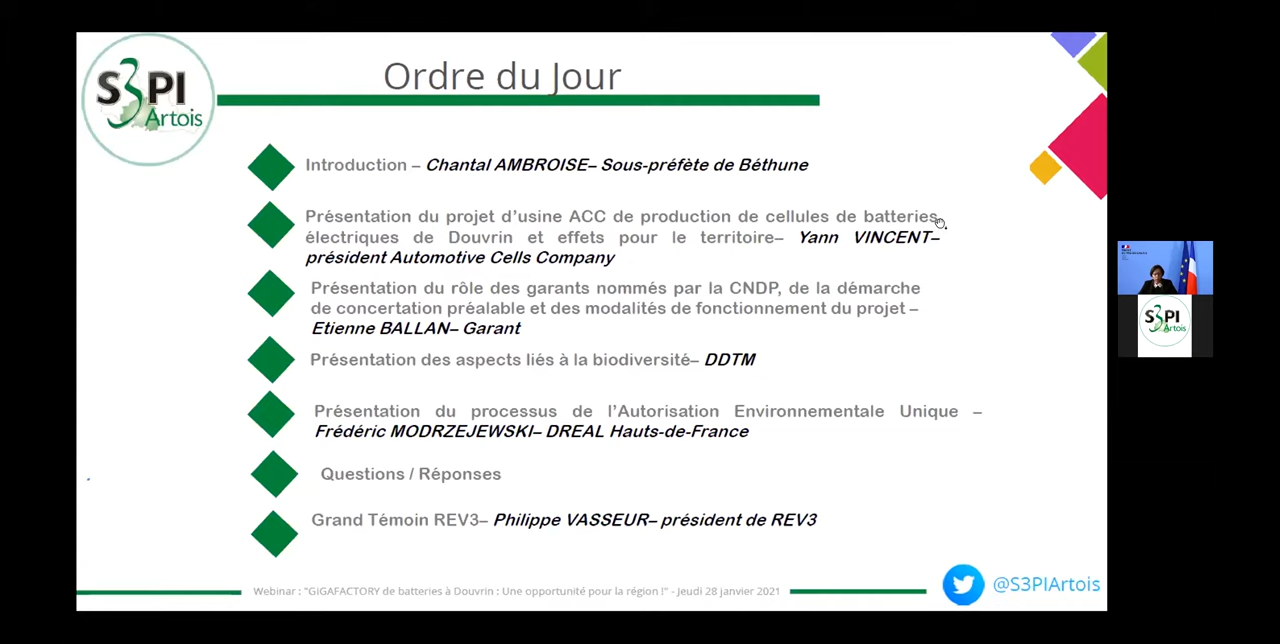 S3PI
Artois
Ordre du Jour
Introduction – Chantal AMBROISE– Sous-préfète de Béthune
Présentation du projet d'usine ACC de production de cellules de batteries
électriques de Douvrin et effets pour le territoire– Yann VINCENT–
président Automotive Cells Company
Présentation du rôle des garants nommés par la CNDP, de la démarche
de concertation préalable et des modalités de fonctionnement du projet –
Etienne BALLAN– Garant
Présentation des aspects liés à la biodiversité– DDTM
Présentation du processus de l'Autorisation Environnementale Unique –
Frédéric MODRZEJEWSKI– DREAL Hauts-de-France
Questions / Réponses
Grand Témoin REV3– Philippe VASSEUR– président de REV3
Webinar : "GiGAFACTORY de batteries à Douvrin : Une opportunité pour la région !" - Jeudi 28 janvier 2021
@S3PIArtois
S3PI
Artois